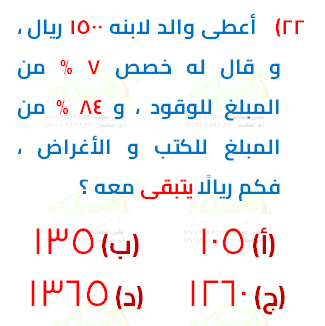 ٢٢) أعطى والد لابنه ١٥٠٠ ريال ،
و قال له خصص ٧ % من
المبلغ للوقود ، و ٨٤ % من
المبلغ للكتب و الأغراض ،
فكم ريالًا يتبقى معه ؟
(أ) ١٠٥ (ب) ١٣٥
(ج) ١٢٦٠ (د) ١٣٦٥